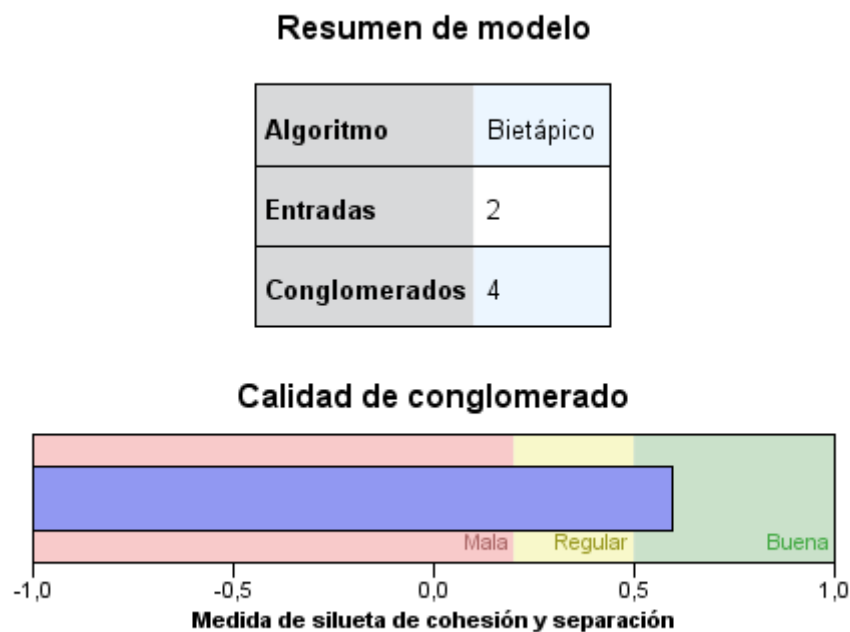 Resumen de modelo
Algoritmo Bietápico
Entradas 2
Conglomerados 4
Calidad de conglomerado
Mala Regular Buena
-1,0 -0,5 0,0 0,5 1,0
Medida de silueta de cohesión y separación